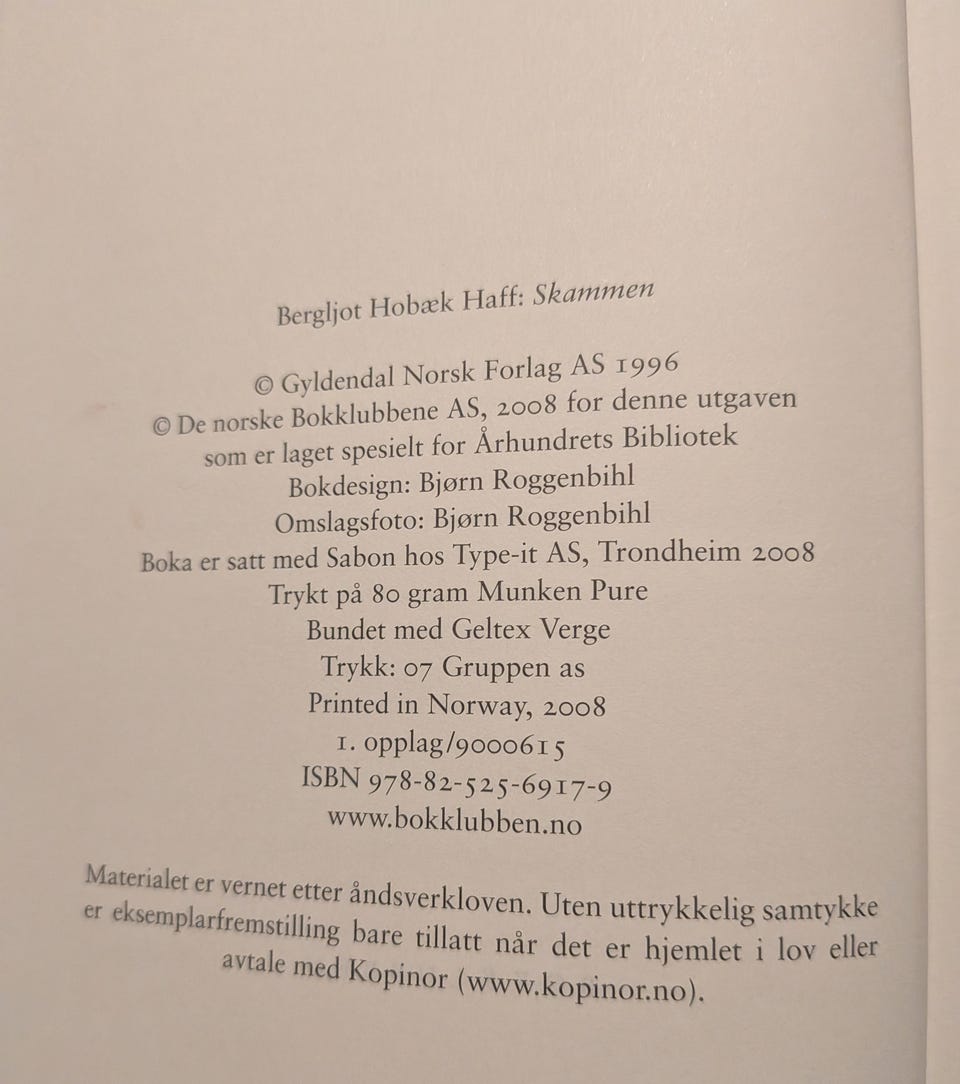 Bergljot Hobæk Haff: Skammen
© Gyldendal Norsk Forlag AS 1996
© De norske Bokklubbene AS, 2008 for denne utgaven
som er laget spesielt for Århundrets Bibliotek
Bokdesign: Bjørn Roggenbihl
Omslagsfoto: Bjørn Roggenbihl
Boka er satt med Sabon hos Type-it AS, Trondheim 2008
Trykt på 80 gram Munken Pure
Bundet med Geltex Verge
Trykk: 07 Gruppen as
Printed in Norway, 2008
1. opplag/9000615
ISBN 978-82-525-6917-9
www.bokklubben.no
Materialet er vernet etter åndsverkloven. Uten uttrykkelig samtykke
er eksemplarfremstilling bare tillatt når det er hjemlet i lov eller
avtale med Kopinor (www.kopinor.no).